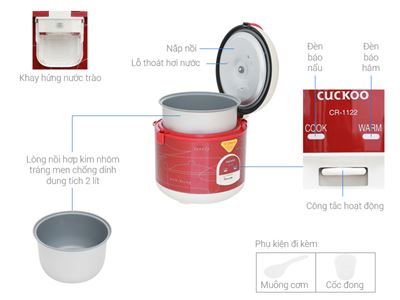 Nắp nồi
Lỗ thoát hơi nước
Khay hứng nước trào
Đèn
báo
nấu
Đèn
báo
hâm
CUCKOO
CR-1122
COOK
WARM
Công tắc hoạt động
Lòng nồi hợp kim nhôm
tráng men chống dính
dung tích 2 lít
Phụ kiện đi kèm:
Muỗng cơm
Cốc đong